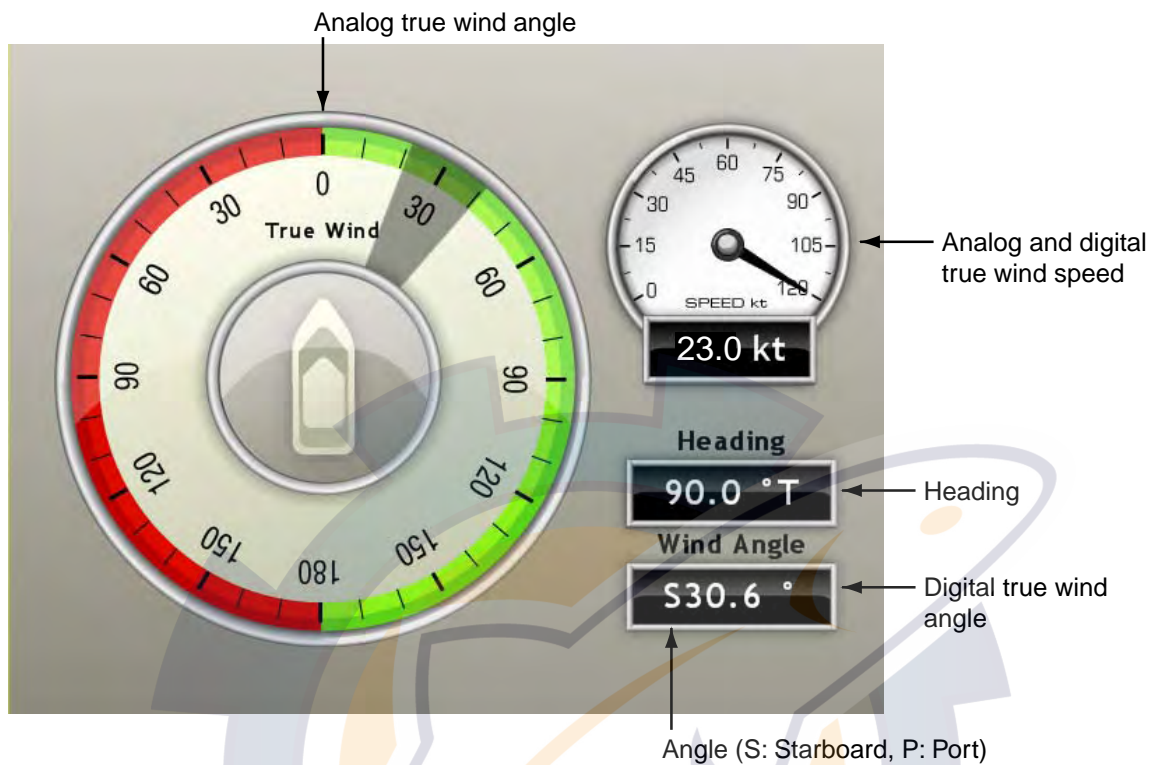 Analog true wind angle
0
30
60
90
120
150
180
150
120
90
60
30
True Wind
0
15
30
45
60
75
90
105
120
SPEED kt
23.0 kt
Analog and digital
true wind speed
Heading
90.0 °T
Heading
Wind Angle
S30.6 °
Digital true wind
angle
Angle (S: Starboard, P: Port)